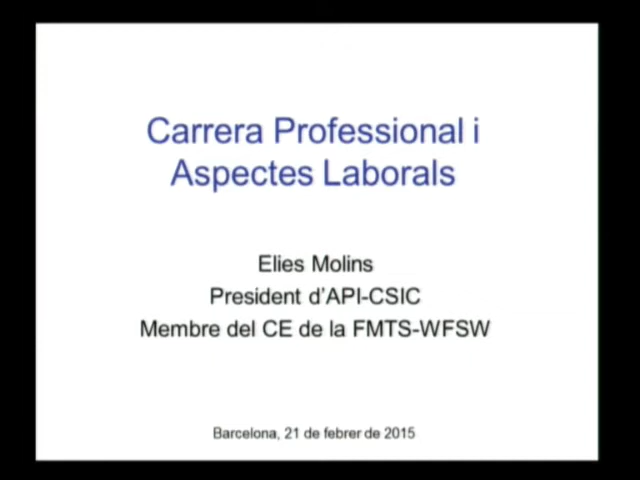 Carrera Professional i
Aspectes Laborals
Elies Molins
President d'API-CSIC
Membre del CE de la FMTS-WFSW
Barcelona, 21 de febrer de 2015